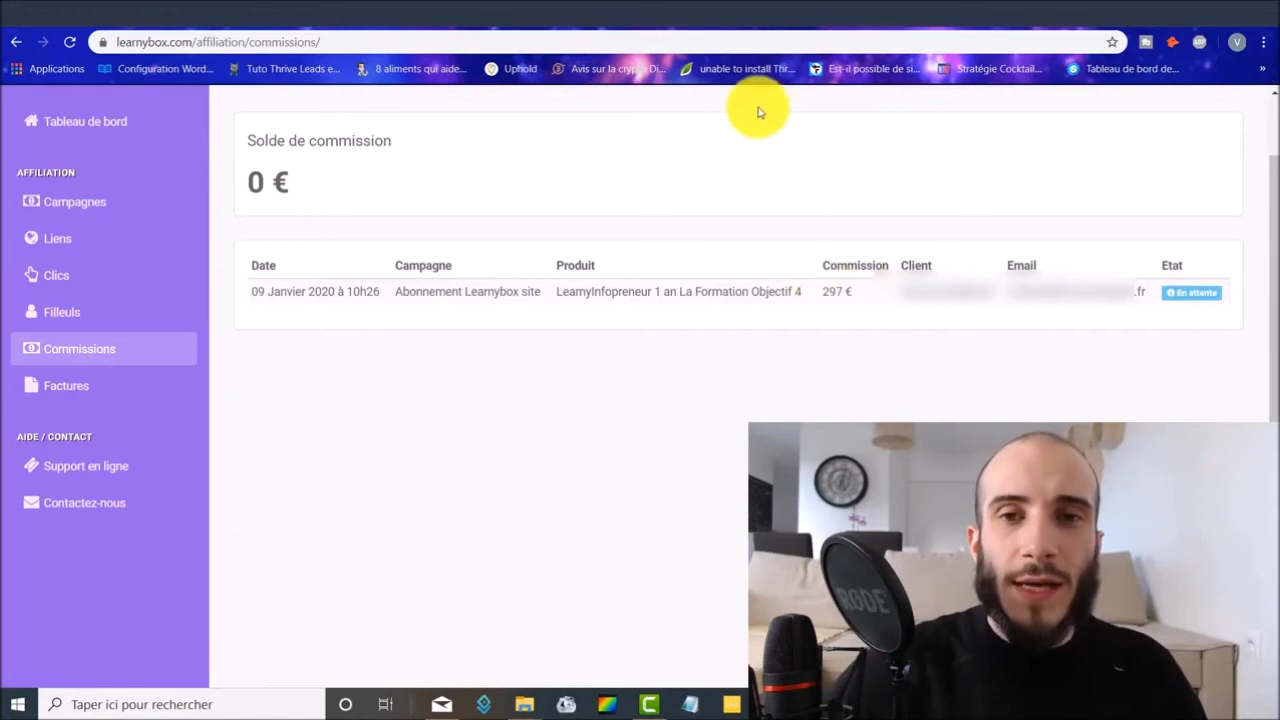 learnybox.com/affiliation/commissions/
V
Applications
Configuration Word...
Tuto Thrive Leads e...
8 aliments qui aide...
Uphold
Avis sur la crypto Di...
unable to install Thr...
Est-il possible de si...
Stratégie Cocktail...
Tableau de bord de...
»
Tableau de bord
AFFILIATION
Campagnes
Liens
Clics
Filleuls
Commissions
Factures
AIDE / CONTACT
Support en ligne
Contactez-nous
Solde de commission
0 €
Date Campagne Produit Commission Client Email Etat
09 Janvier 2020 à 10h26 Abonnement Learnybox site LearnyInfopreneur 1 an La Formation Objectif 4 297 € .fr En attente
RODE
Taper ici pour rechercher